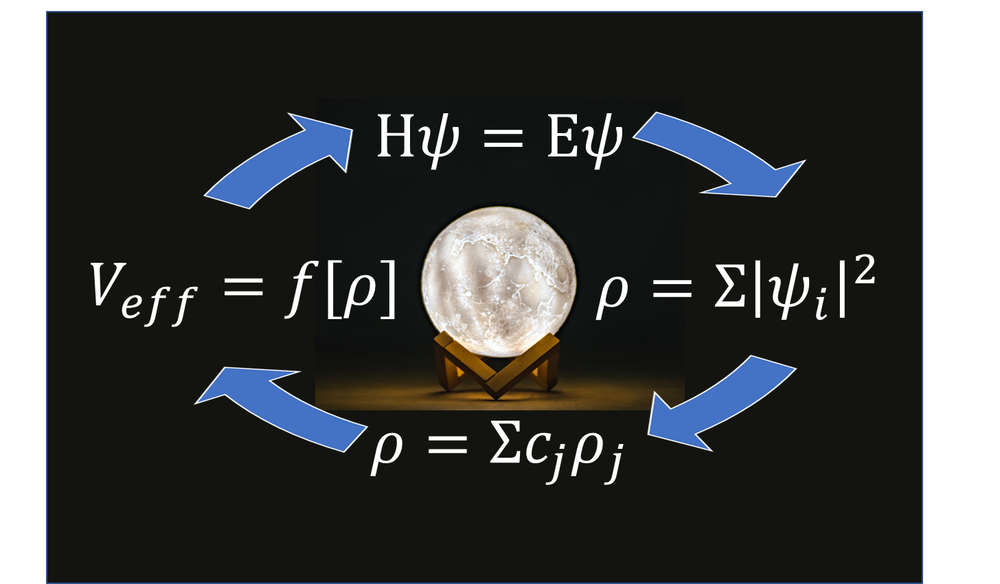 Hψ = Eψ
V_eff = f[ρ]
ρ = Σ|ψ_i|²
ρ = Σc_jρ_j